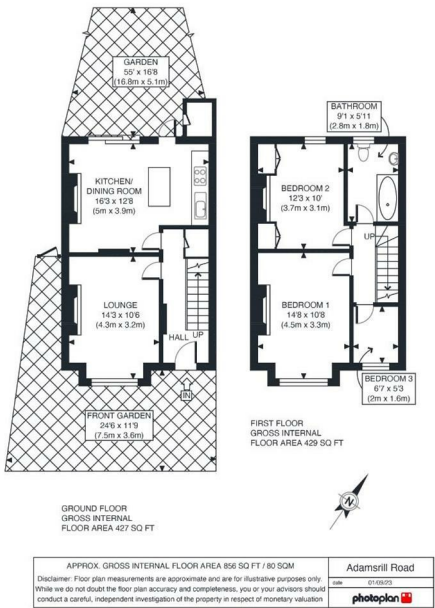 GARDEN
55' x 16'8
(16.8m x 5.1m)
KITCHEN/
DINING ROOM
16'3 x 12'8
(5m x 3.9m)
LOUNGE
14'3 x 10'6
(4.3m x 3.2m)
HALL
UP
IN
FRONT GARDEN
24'6 x 11'9
(7.5m x 3.6m)
GROUND FLOOR
GROSS INTERNAL
FLOOR AREA 427 SQ FT
BATHROOM
9'1 x 5'11
(2.8m x 1.8m)
BEDROOM 2
12'3 x 10'
(3.7m x 3.1m)
UP
BEDROOM 1
14'8 x 10'8
(4.5m x 3.3m)
BEDROOM 3
6'7 x 5'3
(2m x 1.6m)
FIRST FLOOR
GROSS INTERNAL
FLOOR AREA 429 SQ FT
N
APPROX. GROSS INTERNAL FLOOR AREA 856 SQ FT / 80 SQM
Disclaimer: Floor plan measurements are approximate and are for illustrative purposes only.
While we do not doubt the floor plan accuracy and completeness, you or your advisors should
conduct a careful, independent investigation of the property in respect of monetary valuation
Adamsrill Road
date 01/09/23
photoplan